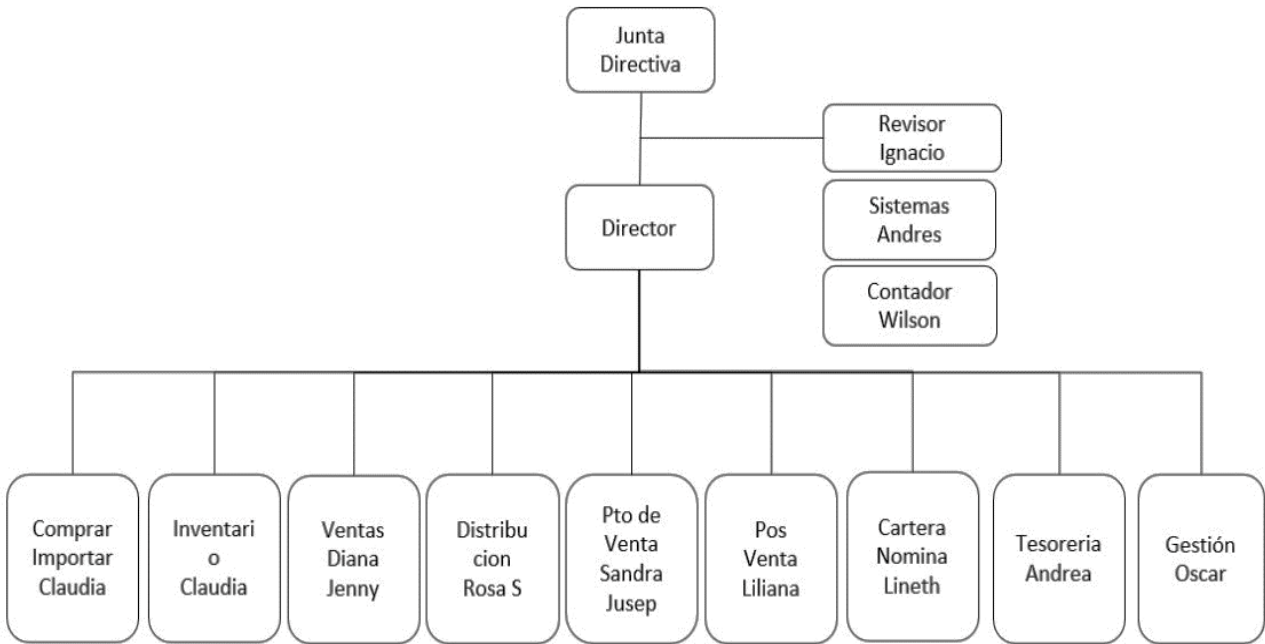 Junta
Directiva
Revisor
Ignacio
Director
Sistemas
Andres
Contador
Wilson
Comprar
Importar
Claudia
Inventari
o
Claudia
Ventas
Diana
Jenny
Distribu
cion
Rosa S
Pto de
Venta
Sandra
Jusep
Pos
Venta
Liliana
Cartera
Nomina
Lineth
Tesoreria
Andrea
Gestión
Oscar